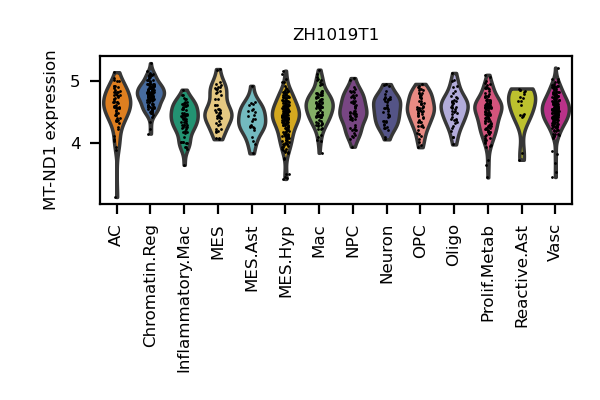 ZH1019T1
MT-ND1 expression
5
4
AC
Chromatin.Reg
Inflammatory.Mac
MES
MES.Ast
MES.Hyp
Mac
NPC
Neuron
OPC
Oligo
Prolif.Metab
Reactive.Ast
Vasc